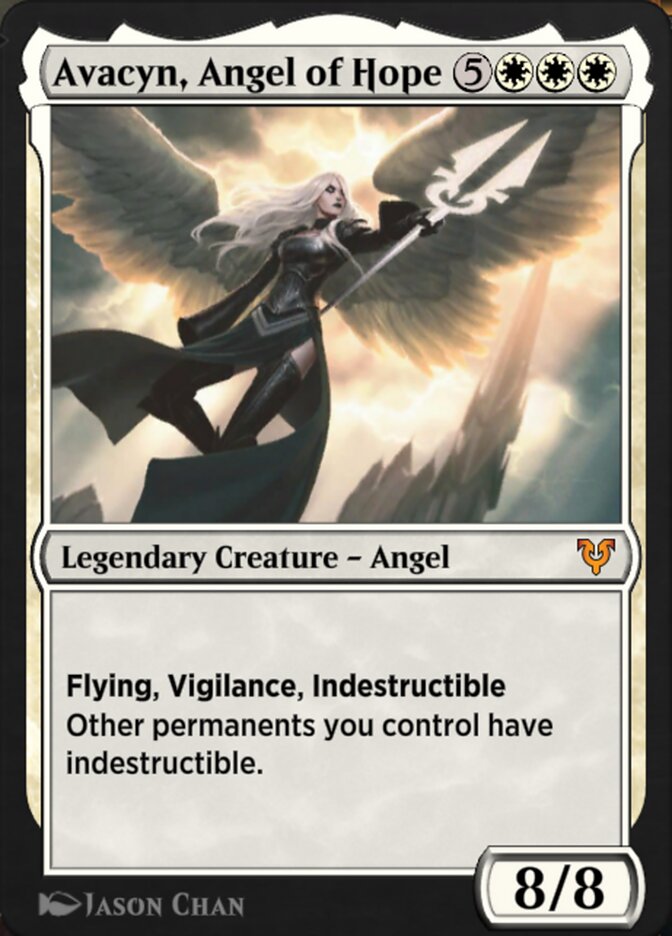 Avacyn, Angel of Hope 5
Legendary Creature – Angel
Flying, Vigilance, Indestructible
Other permanents you control have
indestructible.
8/8
Jason Chan